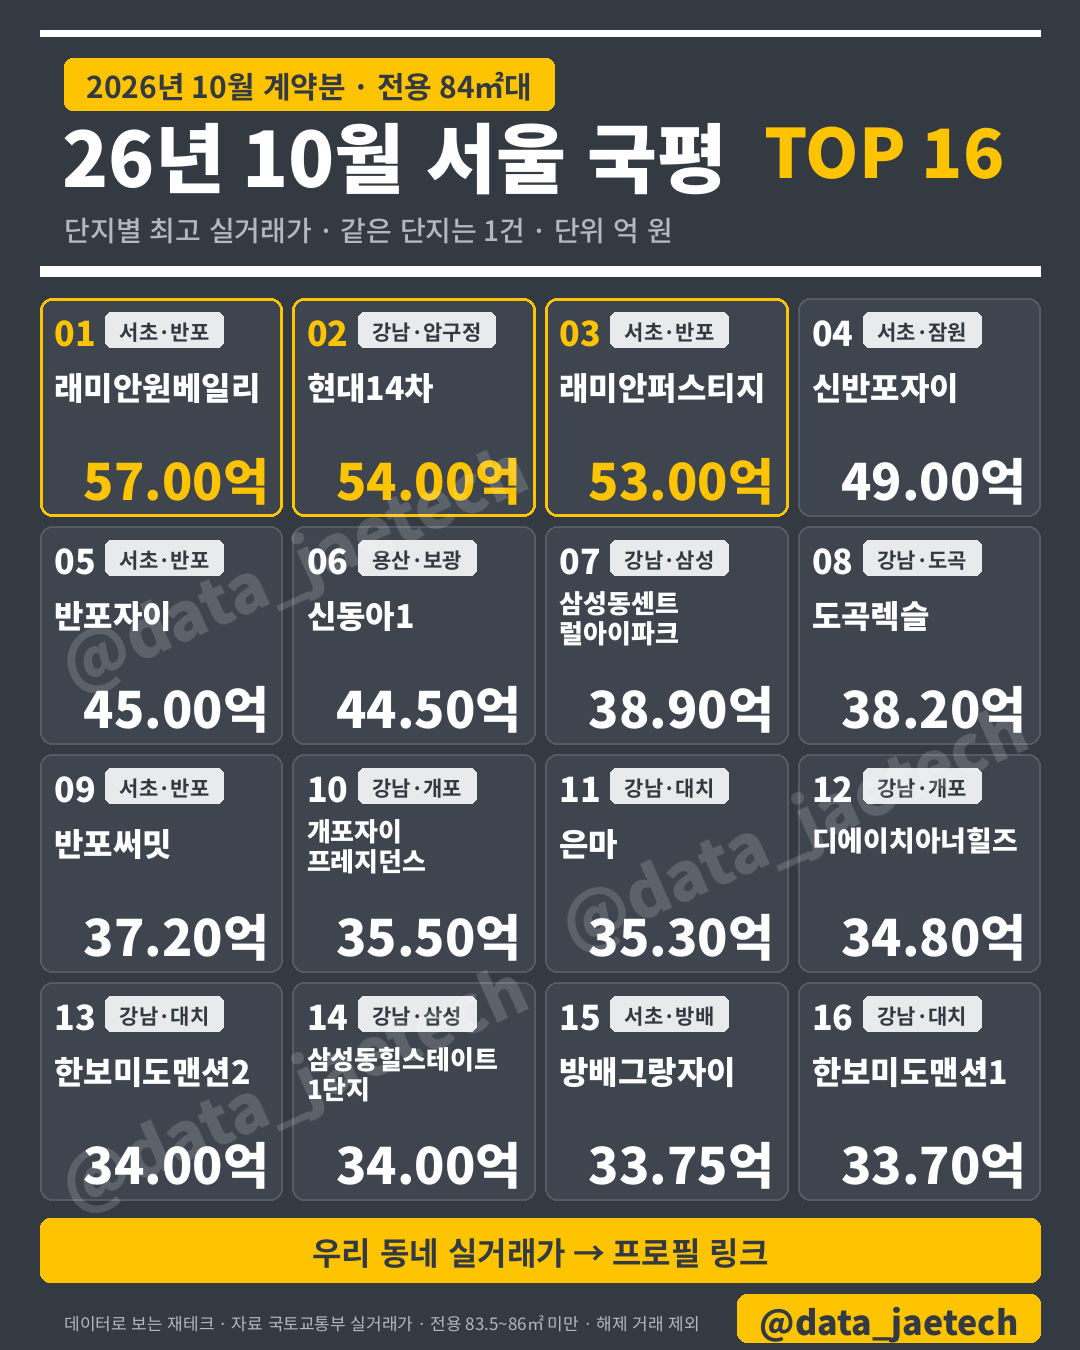 2026년 10월 계약분 · 전용 84㎡대
26년 10월 서울 국평 TOP 16
단지별 최고 실거래가 · 같은 단지는 1건 · 단위 억 원
01 서초·반포
래미안원베일리
57.00억
02 강남·압구정
현대14차
54.00억
03 서초·반포
래미안퍼스티지
53.00억
04 서초·잠원
신반포자이
49.00억
05 서초·반포
반포자이
45.00억
06 용산·보광
신동아1
44.50억
07 강남·삼성
삼성동센트
럴아이파크
38.90억
08 강남·도곡
도곡렉슬
38.20억
09 서초·반포
반포써밋
37.20억
10 강남·개포
개포자이
프레지던스
35.50억
11 강남·대치
은마
35.30억
12 강남·개포
디에이치아너힐즈
34.80억
13 강남·대치
한보미도맨션2
34.00억
14 강남·삼성
삼성동힐스테이트
1단지
34.00억
15 서초·방배
방배그랑자이
33.75억
16 강남·대치
한보미도맨션1
33.70억
@data_jaetech
@data_jaetech
@data_jaetech
우리 동네 실거래가 → 프로필 링크
데이터로 보는 재테크 · 자료 국토교통부 실거래가 · 전용 83.5~86㎡ 미만 · 해제 거래 제외
@data_jaetech